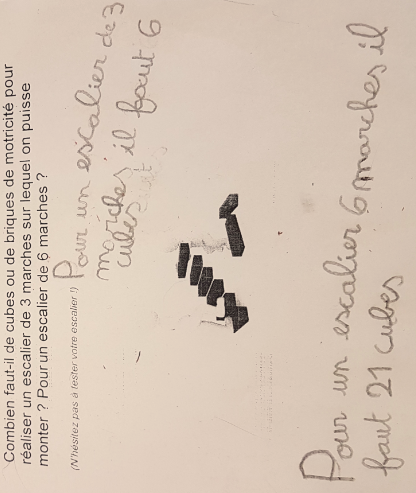 Combien faut-il de cubes ou de briques de motricité pour
réaliser un escalier de 3 marches sur lequel on puisse
monter ? Pour un escalier de 6 marches ?
(N'hésitez pas à tester votre escalier !)
Pour un escalier de 3
marches il faut 6
cubes
Pour un escalier 6 marches il
faut 21 cubes